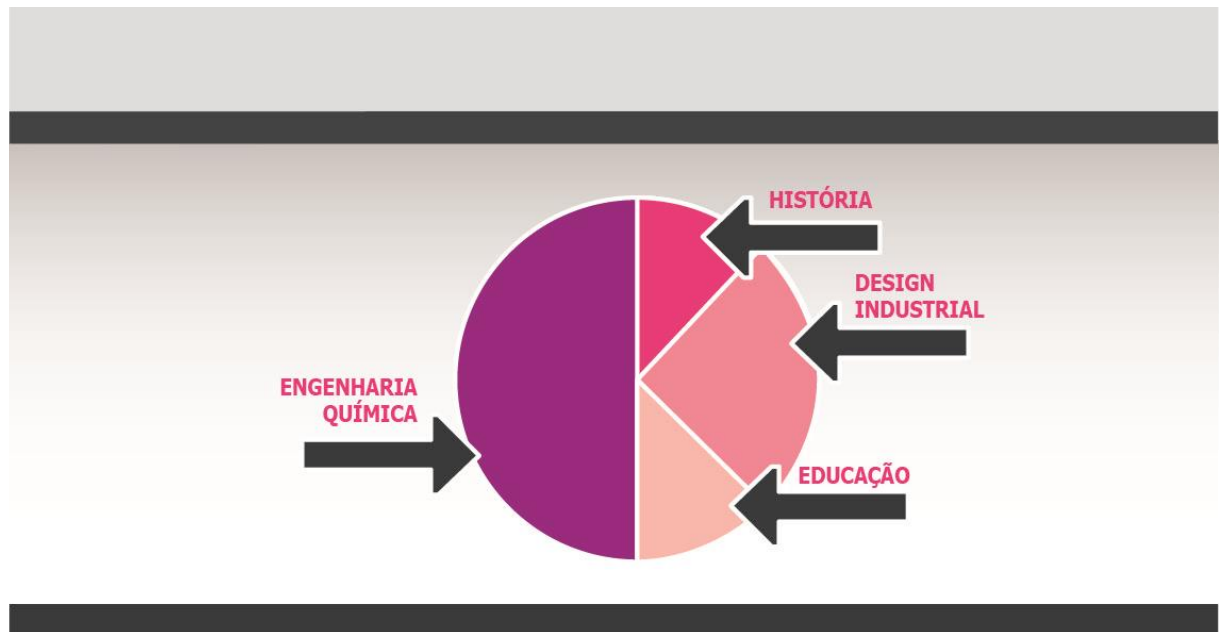 HISTÓRIA
DESIGN
INDUSTRIAL
ENGENHARIA
QUÍMICA
EDUCAÇÃO